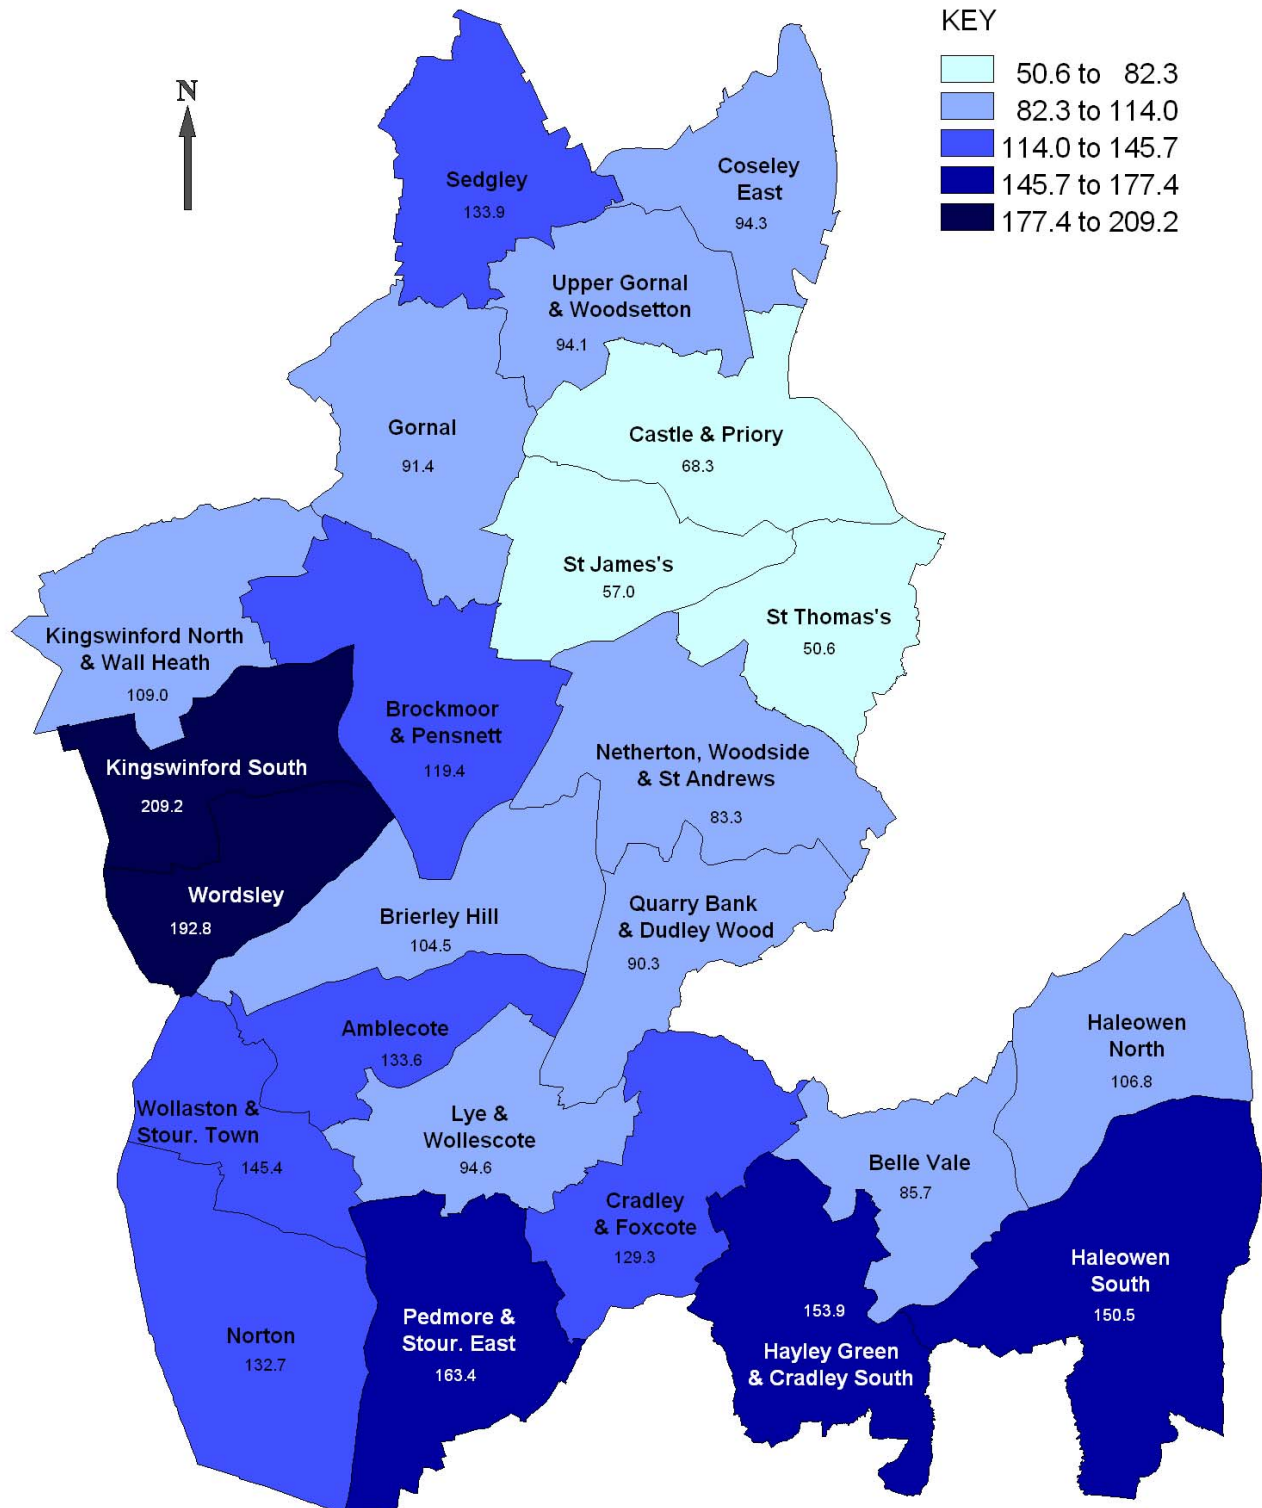 KEY
50.6 to 82.3
82.3 to 114.0
114.0 to 145.7
145.7 to 177.4
177.4 to 209.2
N
Sedgley
133.9
Coseley
East
94.3
Upper Gornal
& Woodsetton
94.1
Gornal
91.4
Castle & Priory
68.3
St James's
57.0
St Thomas's
50.6
Kingswinford North
& Wall Heath
109.0
Brockmoor
& Pensnett
119.4
Kingswinford South
209.2
Netherton, Woodside
& St Andrews
83.3
Wordsley
192.8
Brierley Hill
104.5
Quarry Bank
& Dudley Wood
90.3
Amblecote
133.6
Haleowen
North
106.8
Wollaston &
Stour. Town
145.4
Lye &
Wollescote
94.6
Belle Vale
85.7
Cradley
& Foxcote
129.3
Haleowen
South
150.5
Norton
132.7
Pedmore &
Stour. East
163.4
153.9
Hayley Green
& Cradley South